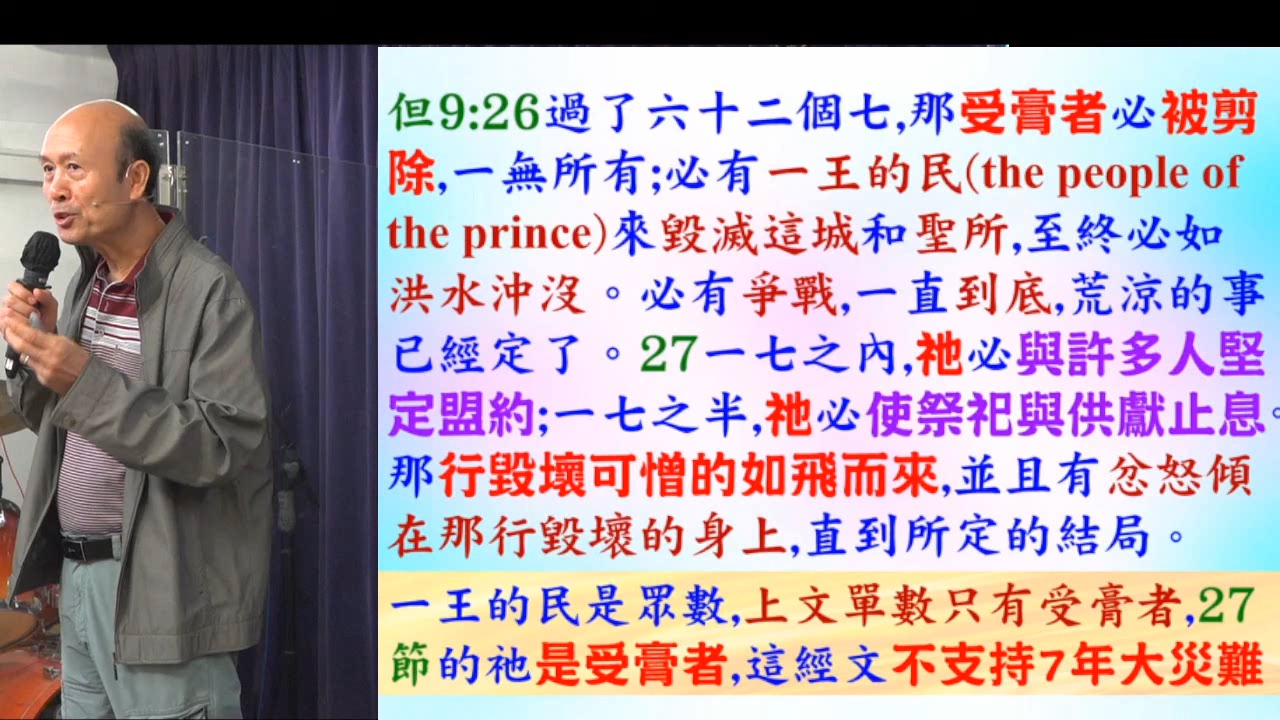 但9:26過了六十二個七,那受膏者必被剪
除,一無所有;必有一王的民(the people of
the prince)來毀滅這城和聖所,至終必如
洪水沖沒。必有爭戰,一直到底,荒涼的事
已經定了。27一七之內,祂必與許多人堅
定盟約;一七之半,祂必使祭祀與供獻止息。
那行毀壞可憎的如飛而來,並且有忿怒傾
在那行毀壞的身上,直到所定的結局。
一王的民是眾數,上文單數只有受膏者,27
節的祂是受膏者,這經文不支持7年大災難